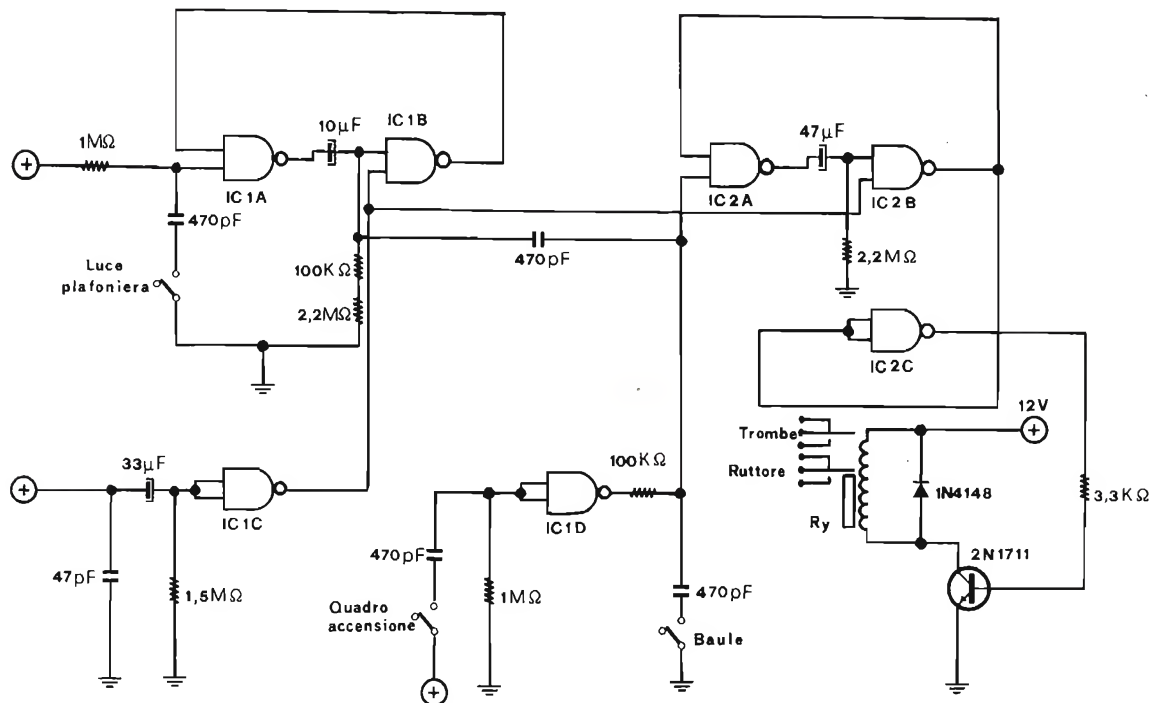 1MΩ
10µF
IC1B
IC1A
470pF
Luce
plafoniera
100KΩ
2,2MΩ
470pF
47µF
IC2A
IC2B
2,2MΩ
IC2C
33µF
IC1C
47pF
1,5MΩ
100KΩ
IC1D
470pF
1MΩ
Quadro
accensione
470pF
Baule
12V
Trombe
Ruttore
Ry
1N4148
3,3KΩ
2N1711